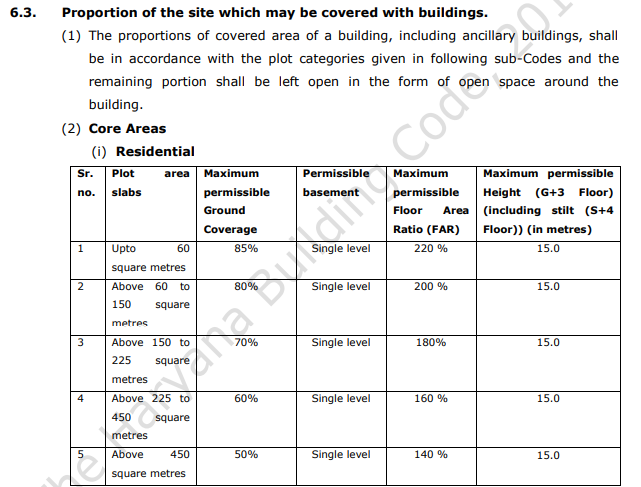 6.3. Proportion of the site which may be covered with buildings.
(1) The proportions of covered area of a building, including ancillary buildings, shall
be in accordance with the plot categories given in following sub-Codes and the
remaining portion shall be left open in the form of open space around the
building.
(2) Core Areas
(i) Residential
Sr. no. Plot area slabs Maximum permissible Ground Coverage Permissible basement Maximum permissible Floor Area Ratio (FAR) Maximum permissible Height (G+3 Floor) (including stilt (S+4 Floor)) (in metres)
1 Upto 60 square metres 85% Single level 220 % 15.0
2 Above 60 to 150 square metres 80% Single level 200 % 15.0
3 Above 150 to 225 square metres 70% Single level 180% 15.0
4 Above 225 to 450 square metres 60% Single level 160 % 15.0
5 Above 450 square metres 50% Single level 140 % 15.0
Haryana Building Code,